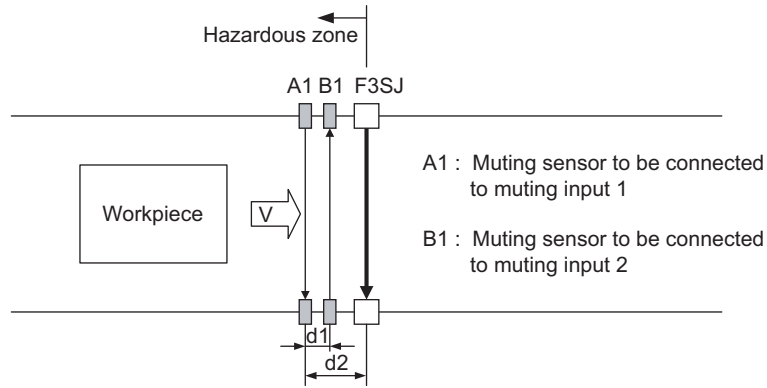 Hazardous zone
A1 B1 F3SJ
A1 : Muting sensor to be connected
to muting input 1
Workpiece
V
B1 : Muting sensor to be connected
to muting input 2
d1
d2